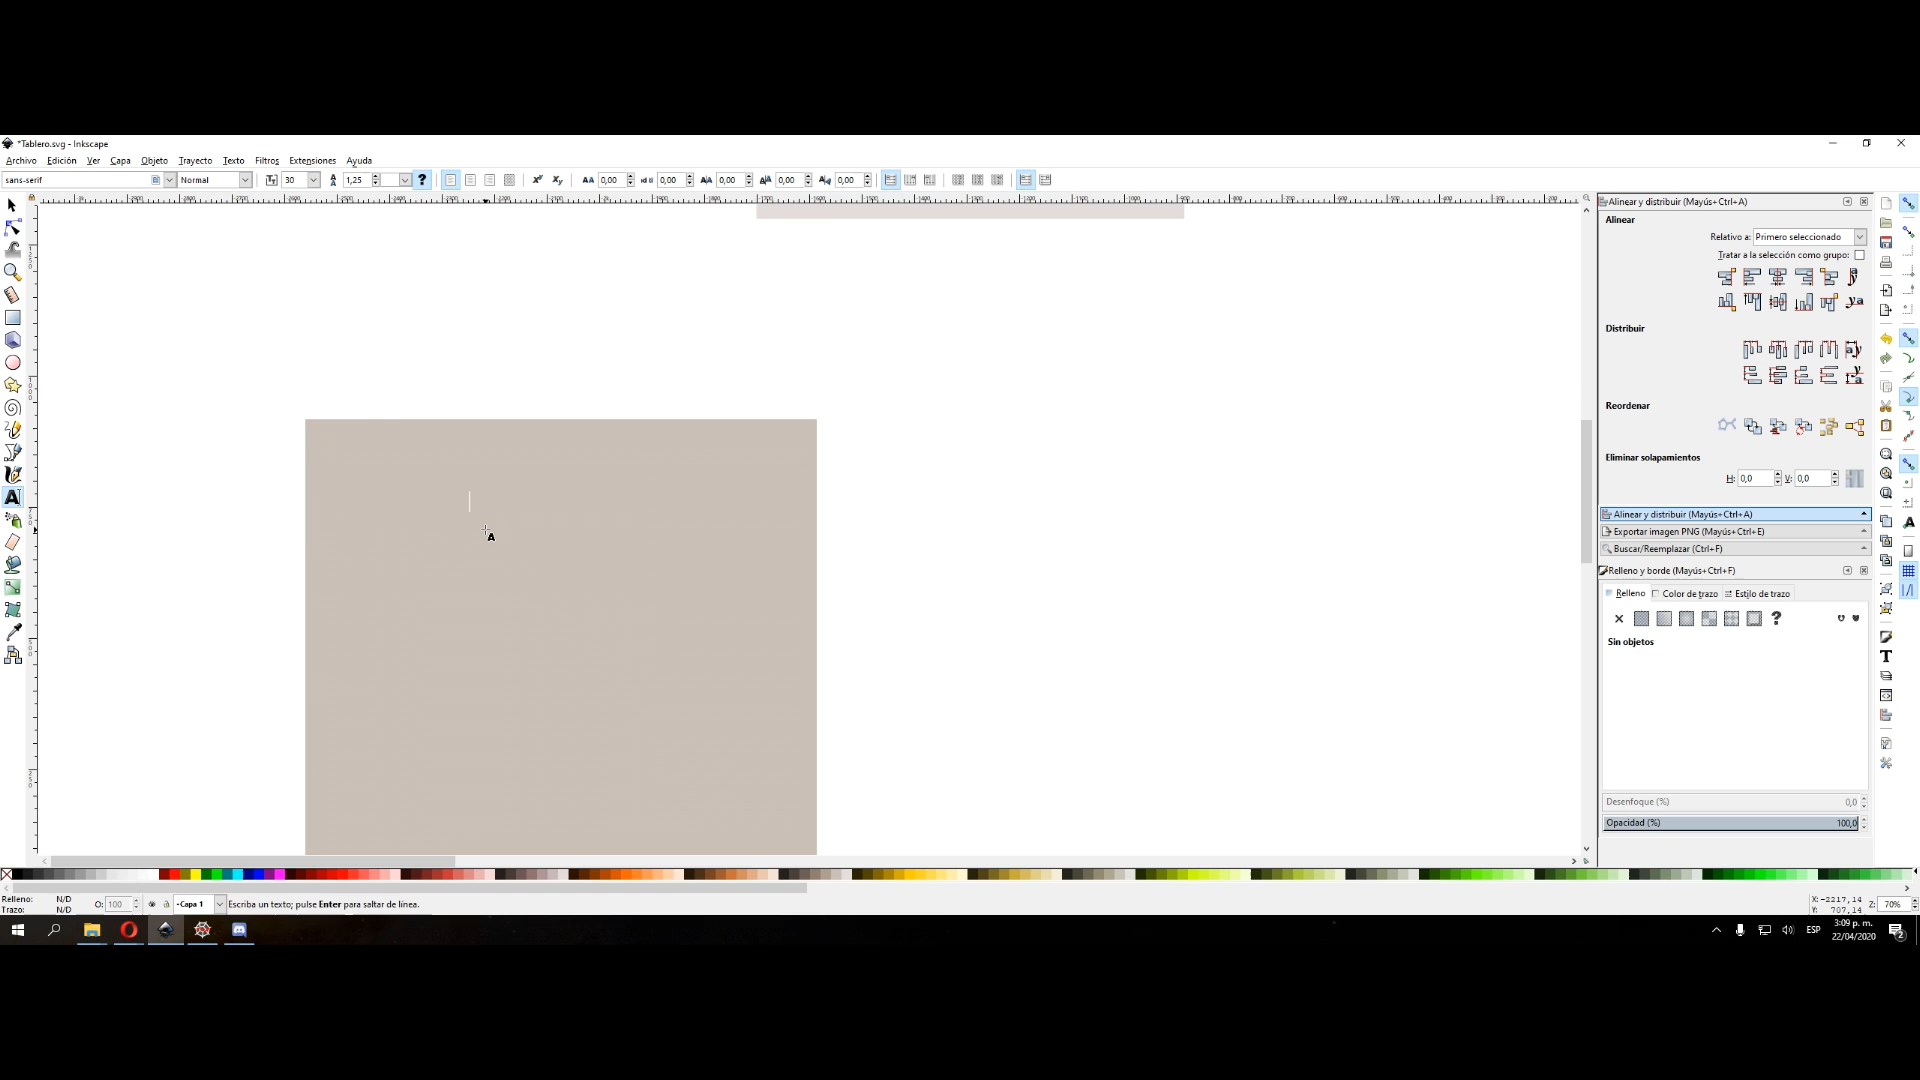 *Tablero.svg - Inkscape
Archivo Edición Ver Capa Objeto Trayecto Texto Filtros Extensiones Ayuda
sans-serif Normal 30 1,25 0,00 0,00 0,00 0,00 0,00
Alinear y distribuir (Mayús+Ctrl+A)
Alinear
Relativo a: Primero seleccionado
Tratar a la selección como grupo:
Distribuir
Reordenar
Eliminar solapamientos
H: 0,0 V: 0,0
Alinear y distribuir (Mayús+Ctrl+A)
Exportar imagen PNG (Mayús+Ctrl+E)
Buscar/Reemplazar (Ctrl+F)
Relleno y borde (Mayús+Ctrl+F)
Relleno Color de trazo Estilo de trazo
Sin objetos
Desenfoque (%) 0,0
Opacidad (%) 100,0
Relleno: N/D
Trazo: N/D
O: 100 Capa 1 Escriba un texto; pulse Enter para saltar de línea.
X: -2217,14
Y: 707,14
Z: 70%
ESP
3:09 p. m.
22/04/2020
2